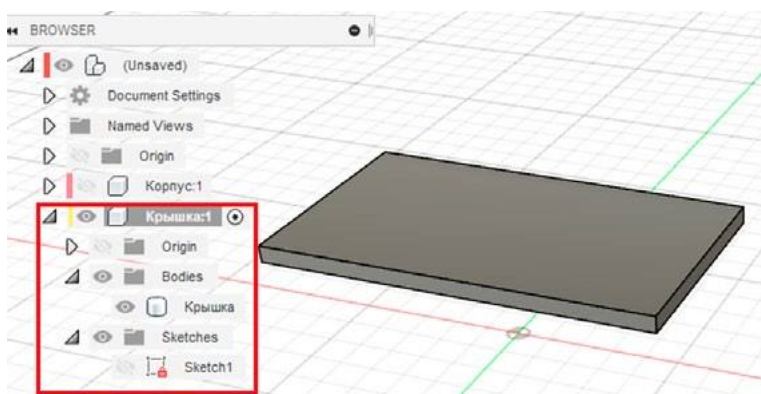 BROWSER
(Unsaved)
Document Settings
Named Views
Origin
Корпус:1
Крышка:1
Origin
Bodies
Крышка
Sketches
Sketch1